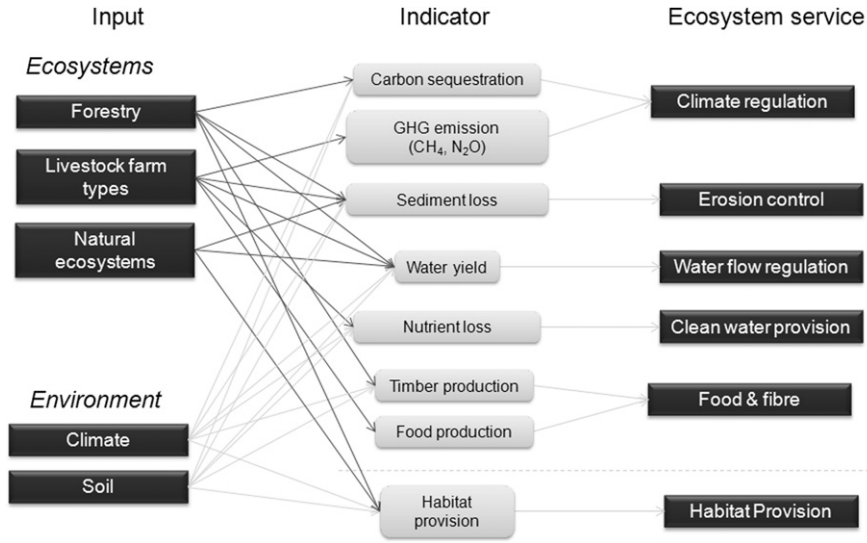 Input
Indicator
Ecosystem service
Ecosystems
Forestry
Livestock farm
types
Natural
ecosystems
Environment
Climate
Soil
Carbon sequestration
GHG emission
(CH₄, N₂O)
Sediment loss
Water yield
Nutrient loss
Timber production
Food production
Habitat
provision
Climate regulation
Erosion control
Water flow regulation
Clean water provision
Food & fibre
Habitat Provision